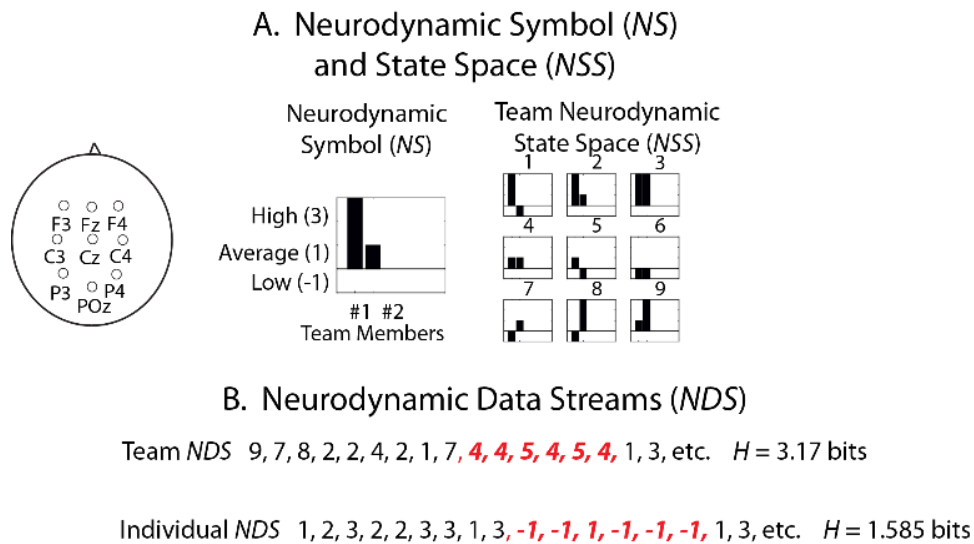 A. Neurodynamic Symbol (NS)
and State Space (NSS)
Neurodynamic
Symbol (NS)
High (3)
Average (1)
Low (-1)
#1 #2
Team Members
Team Neurodynamic
State Space (NSS)
1 2 3
4 5 6
7 8 9
F3 Fz F4
C3 Cz C4
P3 P4
POz
B. Neurodynamic Data Streams (NDS)
Team NDS 9, 7, 8, 2, 2, 4, 2, 1, 7, 4, 4, 5, 4, 5, 4, 1, 3, etc. H = 3.17 bits
Individual NDS 1, 2, 3, 2, 2, 3, 3, 1, 3, -1, -1, 1, -1, -1, -1, 1, 3, etc. H = 1.585 bits